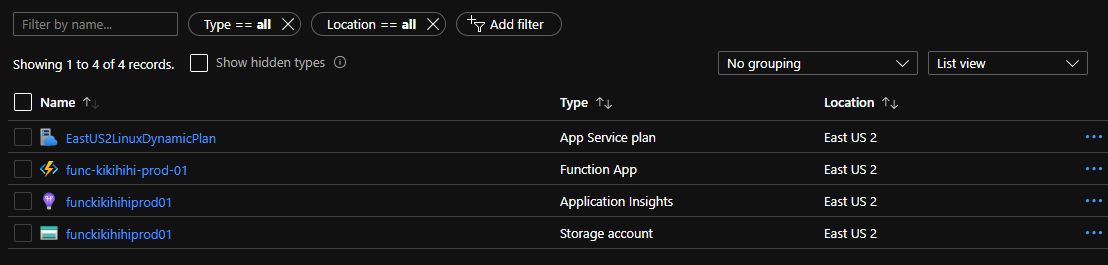 Filter by name... Type == all Location == all Add filter
Showing 1 to 4 of 4 records. Show hidden types No grouping List view
Name Type Location
EastUS2LinuxDynamicPlan App Service plan East US 2
func-kikihihi-prod-01 Function App East US 2
funckikihihiprod01 Application Insights East US 2
funckikihihiprod01 Storage account East US 2